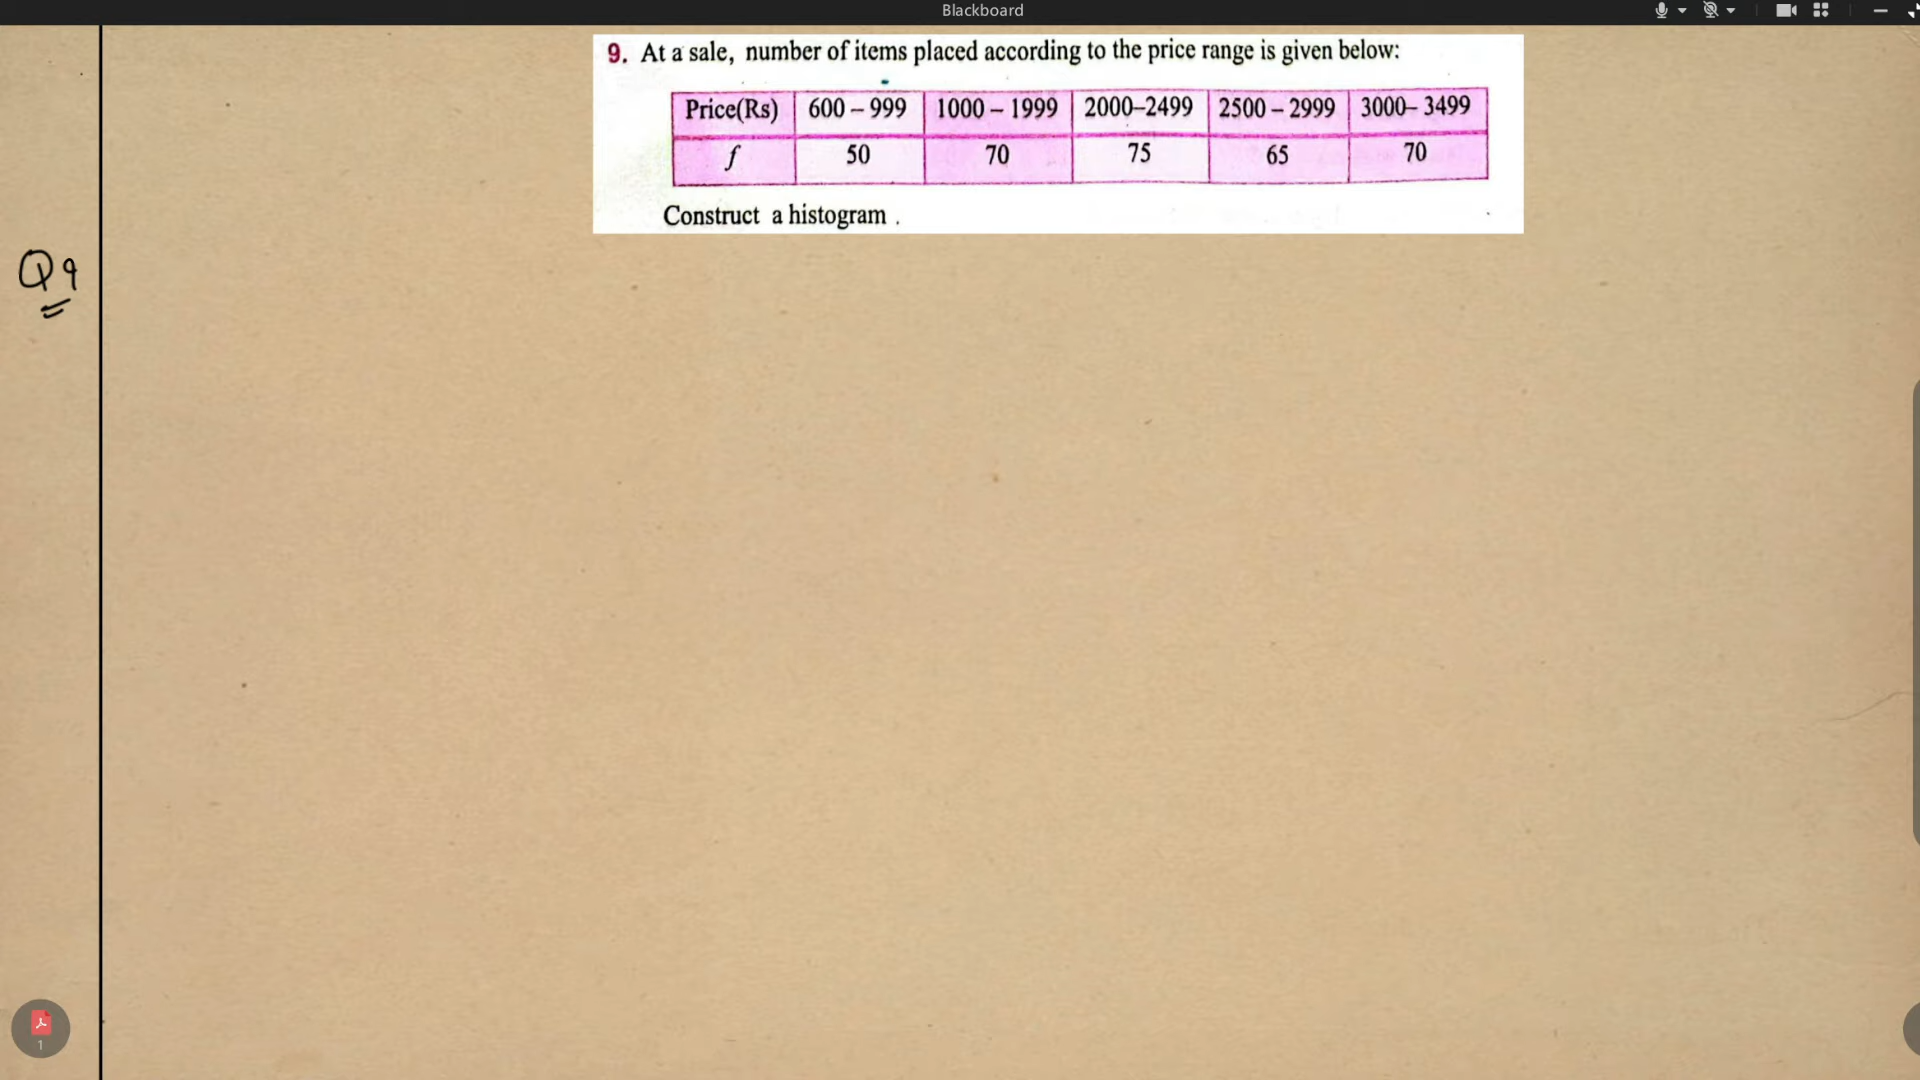 Blackboard
9. At a sale, number of items placed according to the price range is given below:
Price(Rs) 600 – 999 1000 – 1999 2000–2499 2500 – 2999 3000– 3499
f 50 70 75 65 70
Construct a histogram .
Q9
1